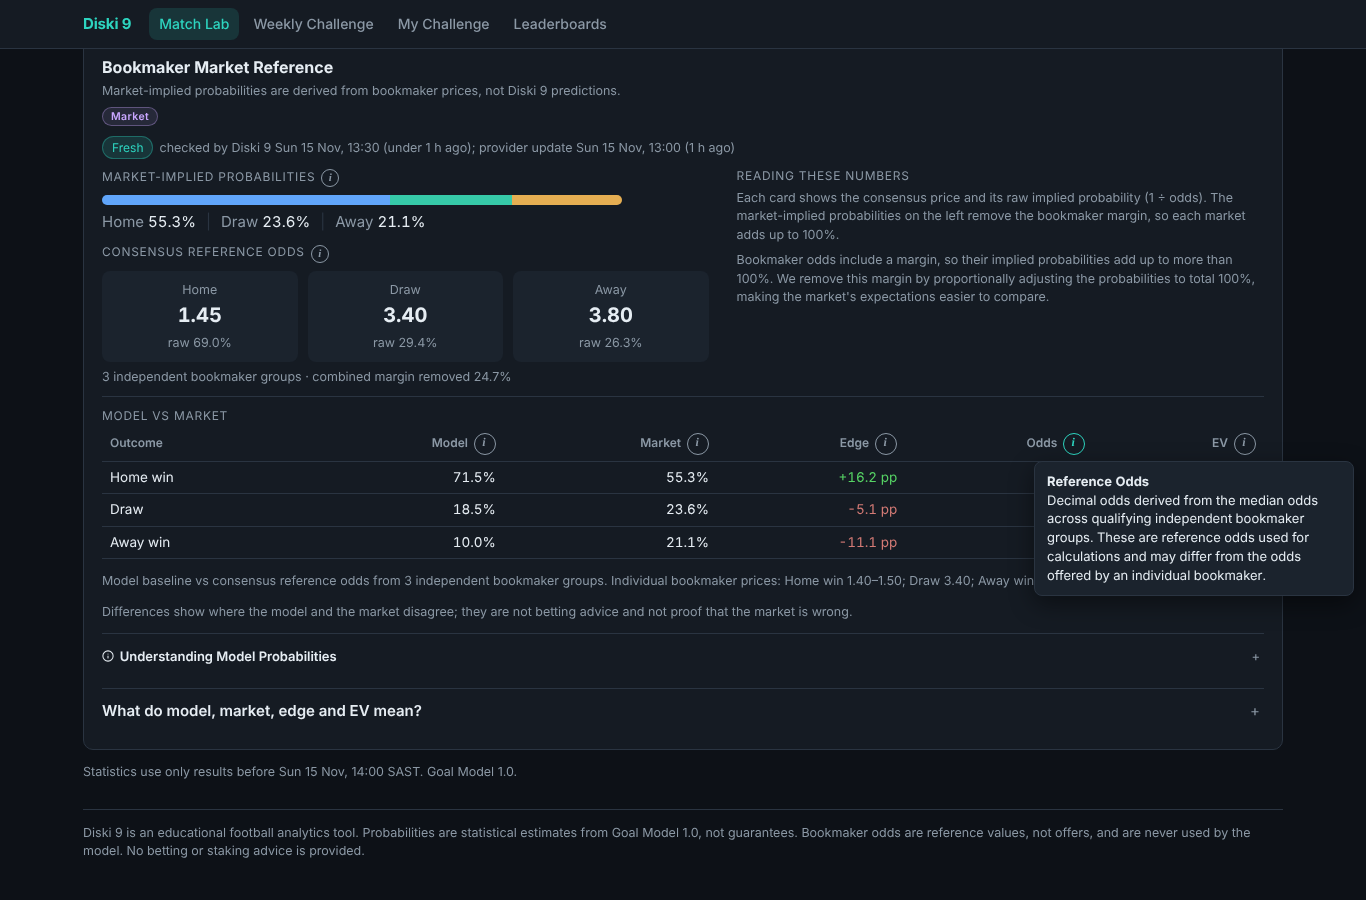 Diski 9 Match Lab Weekly Challenge My Challenge Leaderboards
Bookmaker Market Reference
Market-implied probabilities are derived from bookmaker prices, not Diski 9 predictions.
Market
Fresh checked by Diski 9 Sun 15 Nov, 13:30 (under 1 h ago); provider update Sun 15 Nov, 13:00 (1 h ago)
MARKET-IMPLIED PROBABILITIES i
Home 55.3% Draw 23.6% Away 21.1%
CONSENSUS REFERENCE ODDS i
Home Draw Away
1.45 3.40 3.80
raw 69.0% raw 29.4% raw 26.3%
3 independent bookmaker groups · combined margin removed 24.7%
READING THESE NUMBERS
Each card shows the consensus price and its raw implied probability (1 ÷ odds). The
market-implied probabilities on the left remove the bookmaker margin, so each market
adds up to 100%.
Bookmaker odds include a margin, so their implied probabilities add up to more than
100%. We remove this margin by proportionally adjusting the probabilities to total 100%,
making the market's expectations easier to compare.
MODEL VS MARKET
Outcome Model i Market i Edge i Odds i EV i
Home win 71.5% 55.3% +16.2 pp
Draw 18.5% 23.6% -5.1 pp
Away win 10.0% 21.1% -11.1 pp
Reference Odds
Decimal odds derived from the median odds
across qualifying independent bookmaker
groups. These are reference odds used for
calculations and may differ from the odds
offered by an individual bookmaker.
Model baseline vs consensus reference odds from 3 independent bookmaker groups. Individual bookmaker prices: Home win 1.40–1.50; Draw 3.40; Away win
Differences show where the model and the market disagree; they are not betting advice and not proof that the market is wrong.
Understanding Model Probabilities +
What do model, market, edge and EV mean? +
Statistics use only results before Sun 15 Nov, 14:00 SAST. Goal Model 1.0.
Diski 9 is an educational football analytics tool. Probabilities are statistical estimates from Goal Model 1.0, not guarantees. Bookmaker odds are reference values, not offers, and are never used by the
model. No betting or staking advice is provided.